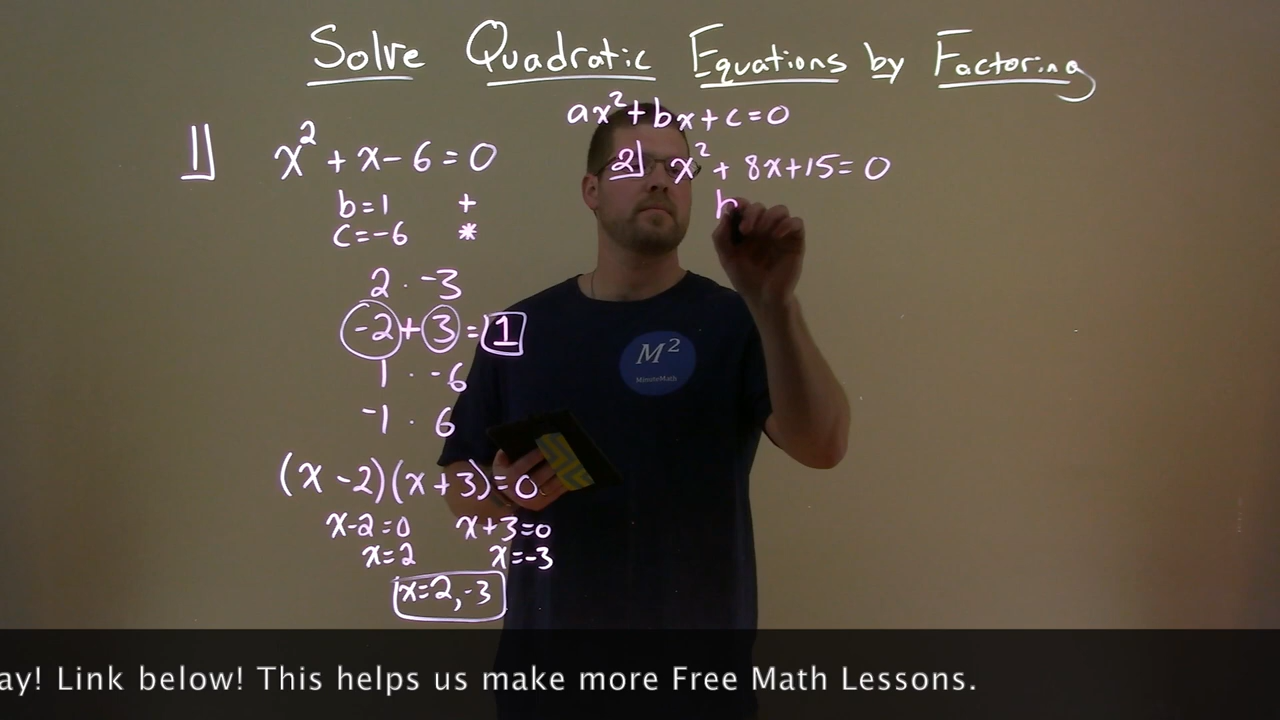 Solve Quadratic Equations by Factoring
ax²+bx+c=0
1] x²+x-6=0
b=1 +
c=-6 *
2 · -3
-2+3=1
1 · -6
-1 · 6
(x-2)(x+3)=0
x-2=0 x+3=0
x=2 x=-3
x=2,-3
2] x²+8x+15=0
b
M²
MinuteMath
ay! Link below! This helps us make more Free Math Lessons.